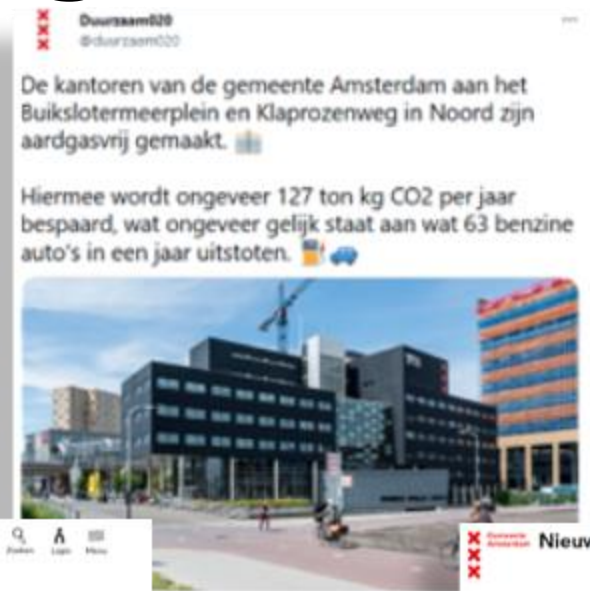 Duurzaam020
@duurzaam020
De kantoren van de gemeente Amsterdam aan het
Buikslotermeerplein en Klaprozenweg in Noord zijn
aardgasvrij gemaakt.
Hiermee wordt ongeveer 127 ton kg CO2 per jaar
bespaard, wat ongeveer gelijk staat aan wat 63 benzine
auto's in een jaar uitstoten.
Zoeken Login Menu
Gemeente
Amsterdam
Nieuw